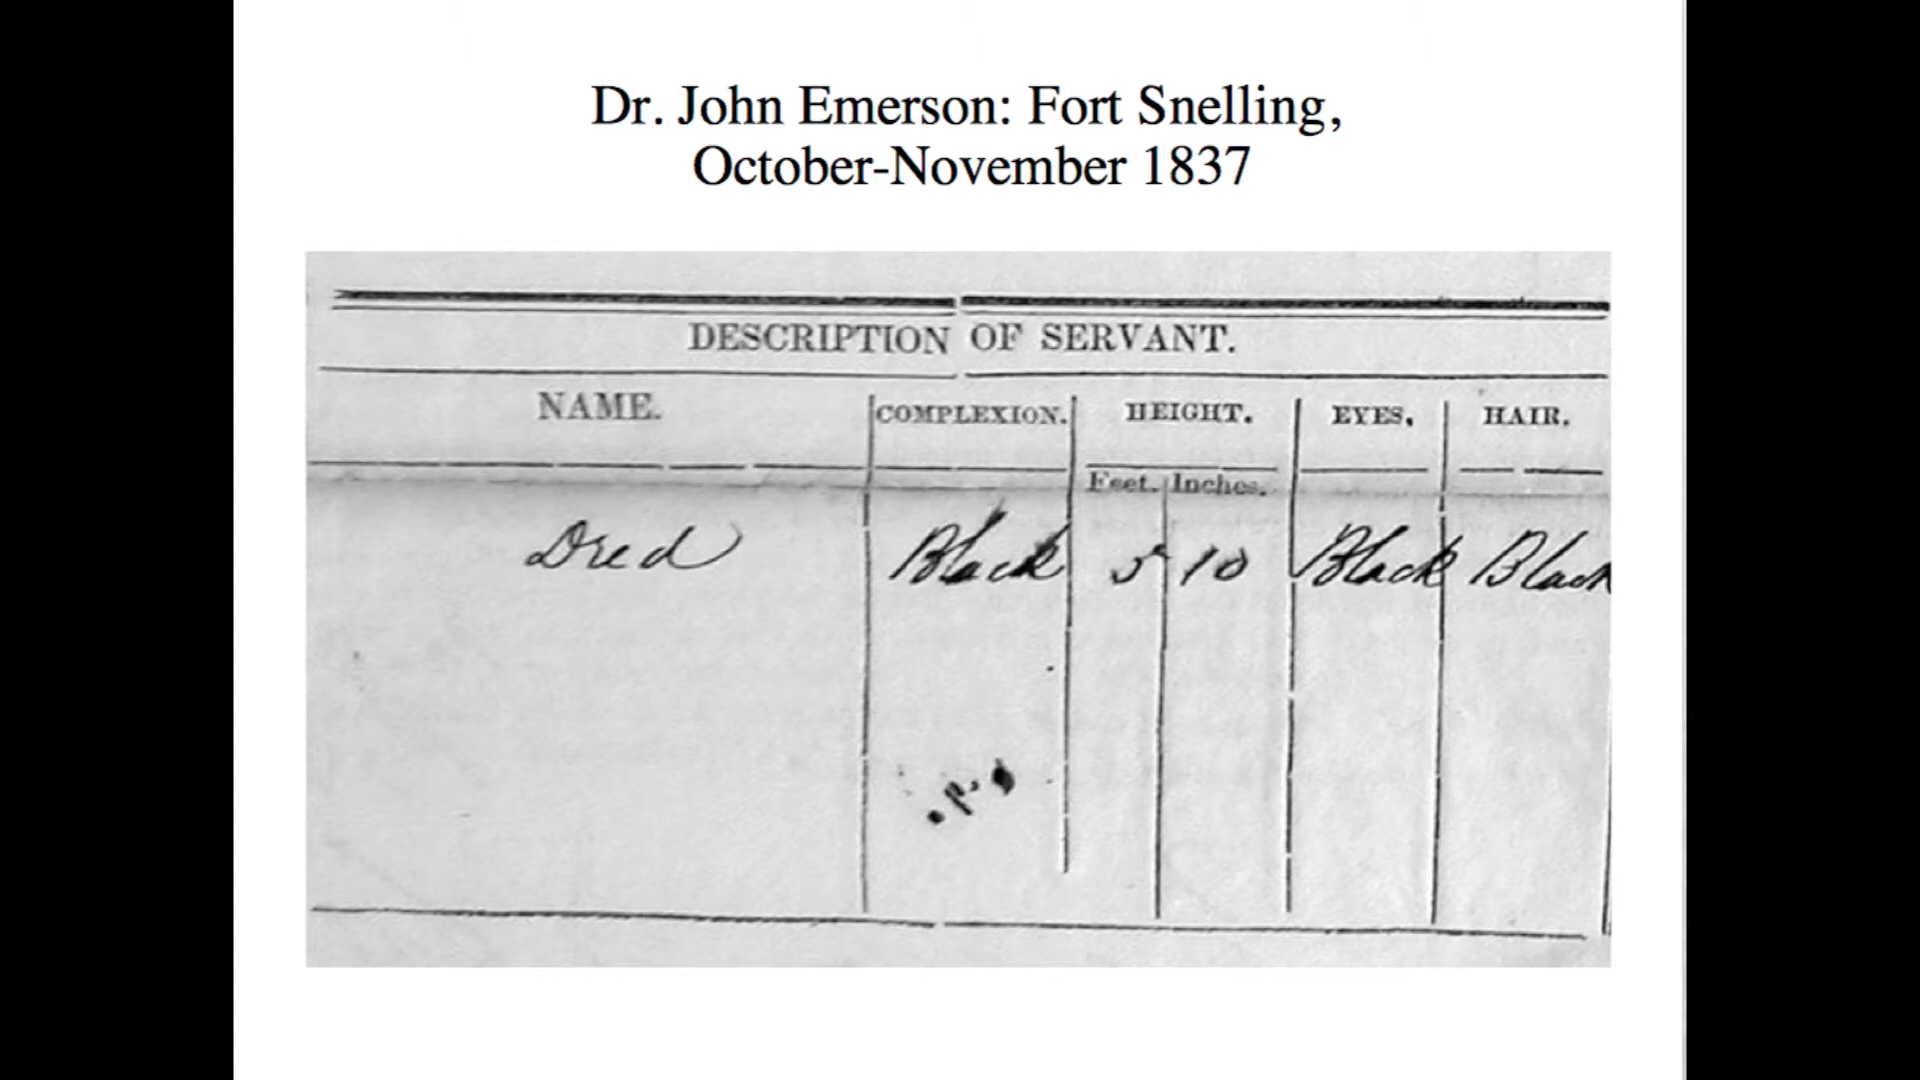 Dr. John Emerson: Fort Snelling,
October-November 1837
DESCRIPTION OF SERVANT.
NAME. COMPLEXION. HEIGHT. EYES, HAIR.
Feet. Inches.
Dred Black 5 10 Black Black